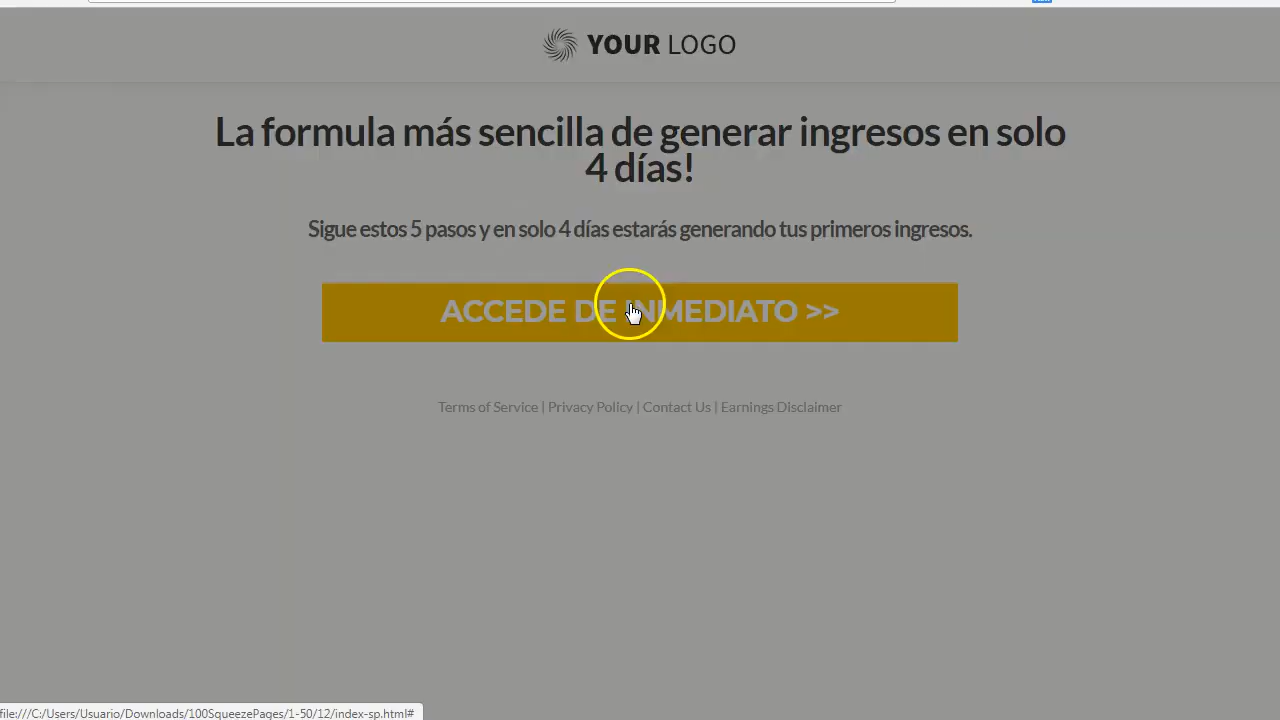 YOUR LOGO
La formula más sencilla de generar ingresos en solo
4 días!
Sigue estos 5 pasos y en solo 4 días estarás generando tus primeros ingresos.
ACCEDE DE INMEDIATO >>
Terms of Service | Privacy Policy | Contact Us | Earnings Disclaimer
file:///C:/Users/Usuario/Downloads/100SqueezePages/1-50/12/index-sp.html#